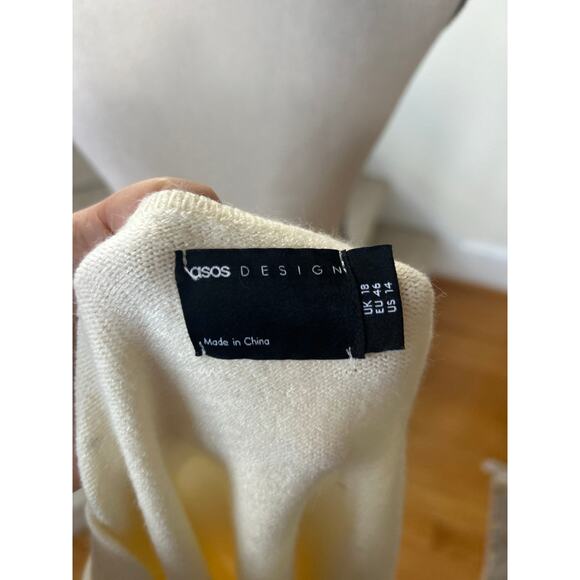 asos DESIGN
Made in China
UK 18
EU 46
US 14